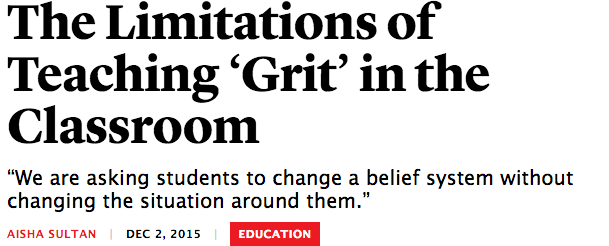 The Limitations of
Teaching ‘Grit’ in the
Classroom
“We are asking students to change a belief system without
changing the situation around them.”
AISHA SULTAN | DEC 2, 2015 | EDUCATION